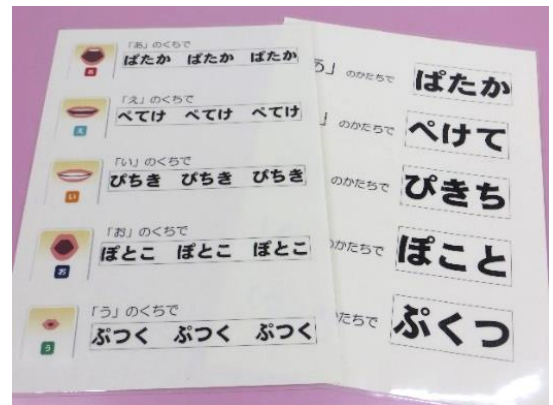 「あ」のくちで
ぱたか ぱたか ぱたか
あ
「え」のくちで
ぺてけ ぺてけ ぺてけ
え
「い」のくちで
ぴちき ぴちき ぴちき
い
「お」のくちで
ぽとこ ぽとこ ぽとこ
お
「う」のくちで
ぷつく ぷつく ぷつく
う
」のかたちで ぱたか
」のかたちで ぺけて
のかたちで ぴきち
のかたちで ぽこと
かたちで ぷくつ